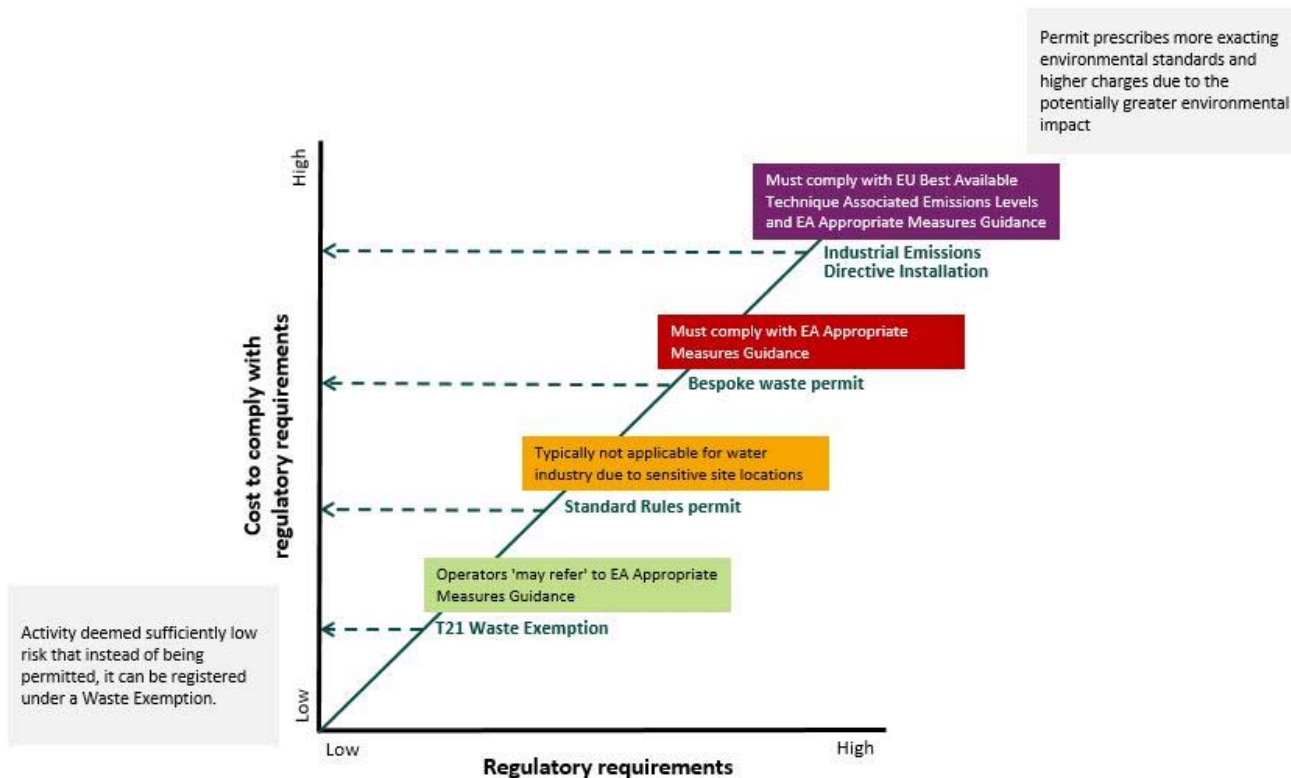 Permit prescribes more exacting
environmental standards and
higher charges due to the
potentially greater environmental
impact
High
Must comply with EU Best Available
Technique Associated Emissions Levels
and EA Appropriate Measures Guidance
Industrial Emissions
Directive Installation
Must comply with EA Appropriate
Measures Guidance
Bespoke waste permit
Cost to comply with
regulatory requirements
Typically not applicable for water
industry due to sensitive site locations
Standard Rules permit
Operators 'may refer' to EA Appropriate
Measures Guidance
T21 Waste Exemption
Activity deemed sufficiently low
risk that instead of being
permitted, it can be registered
under a Waste Exemption.
Low
Low
High
Regulatory requirements